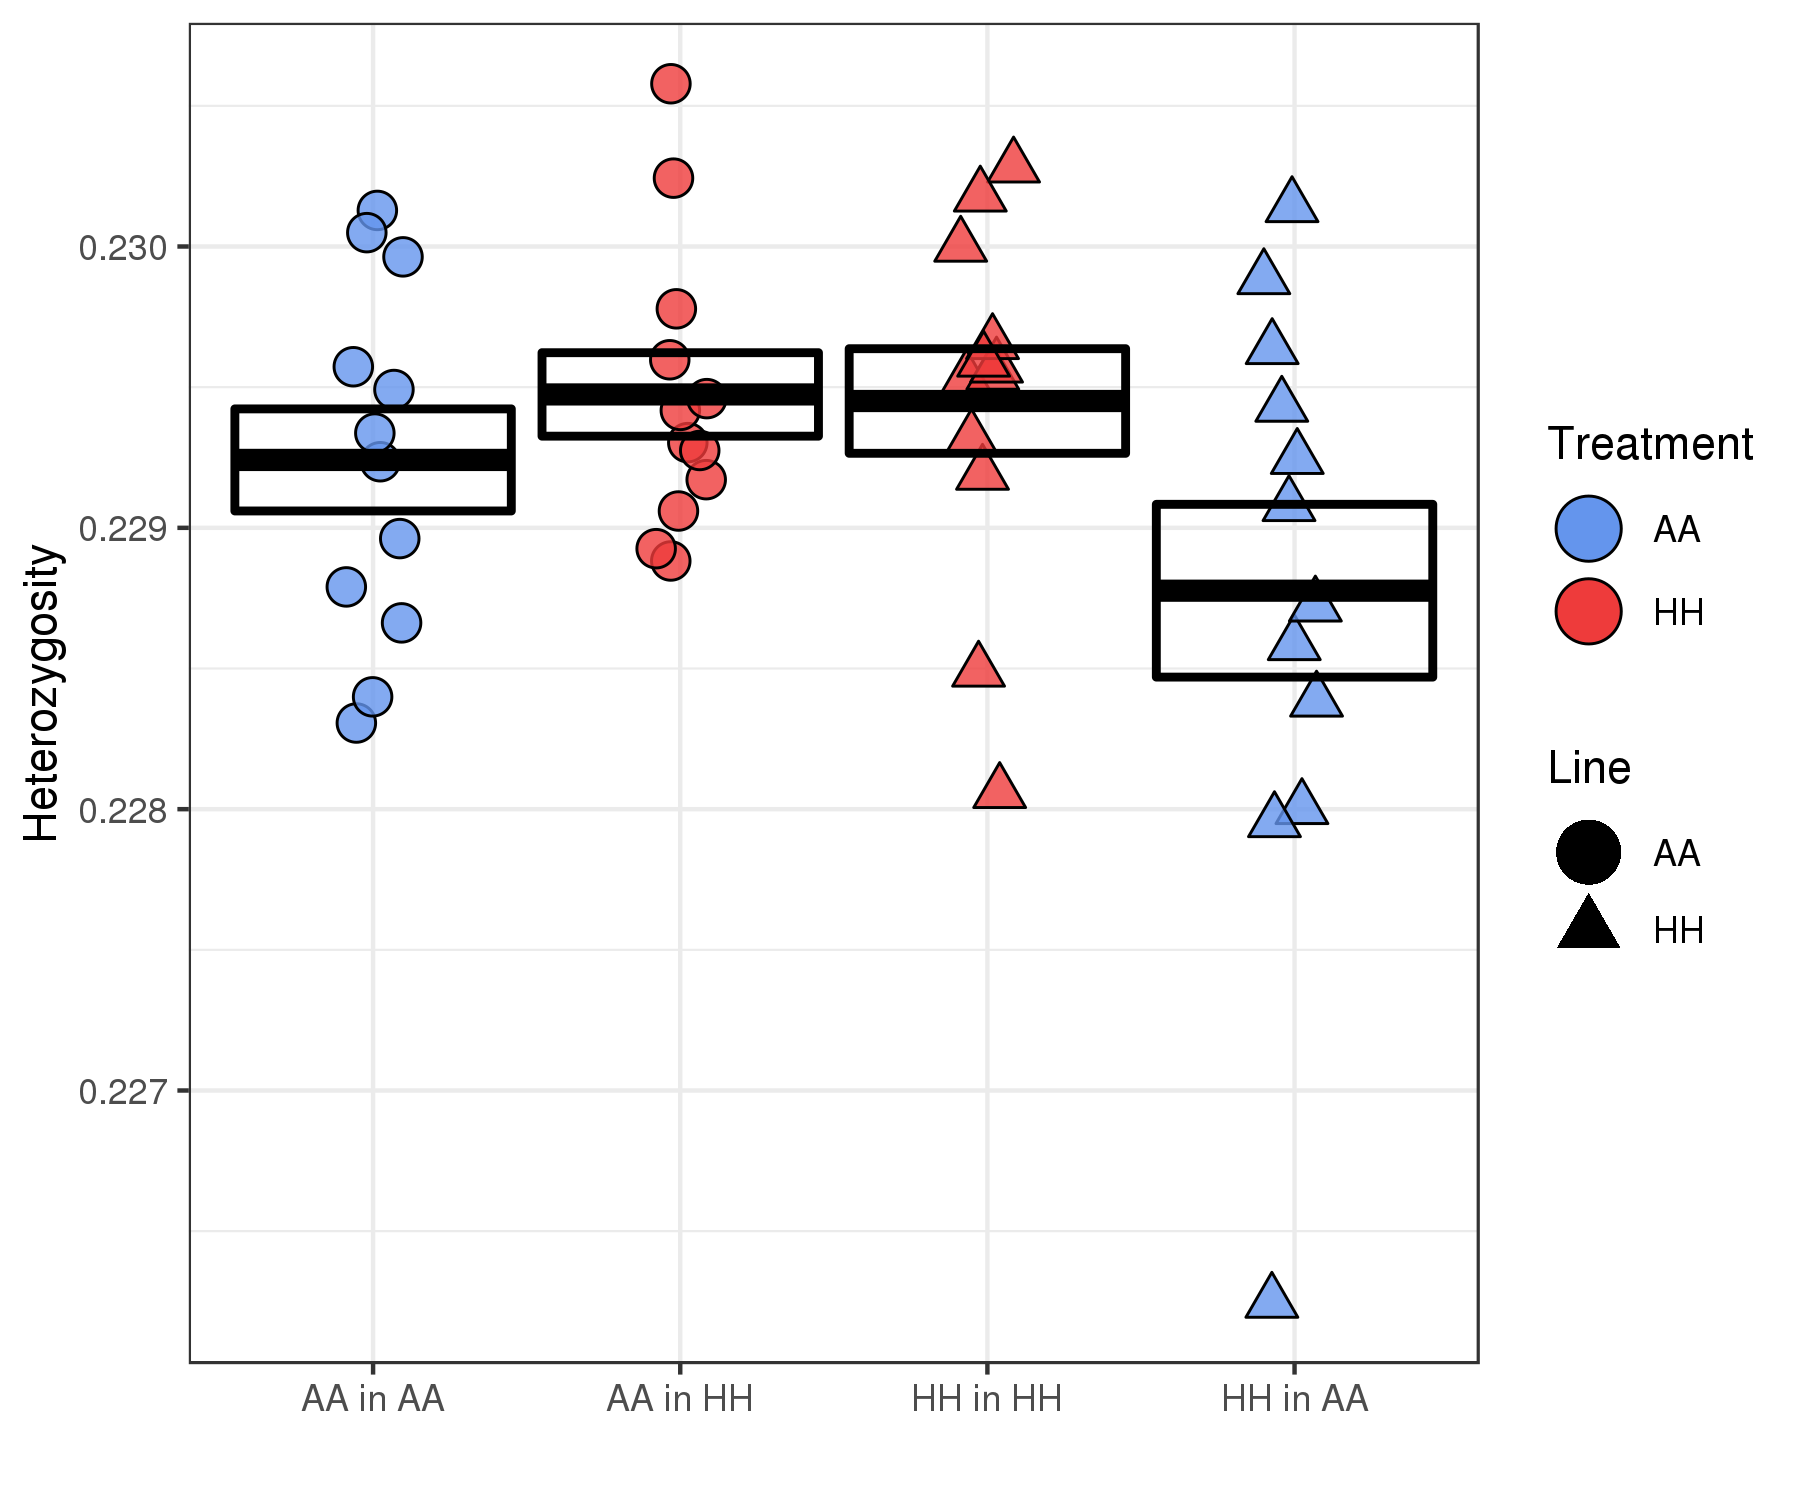 Heterozygosity
0.230
0.229
0.228
0.227
AA in AA
AA in HH
HH in HH
HH in AA
Treatment
AA
HH
Line
AA
HH